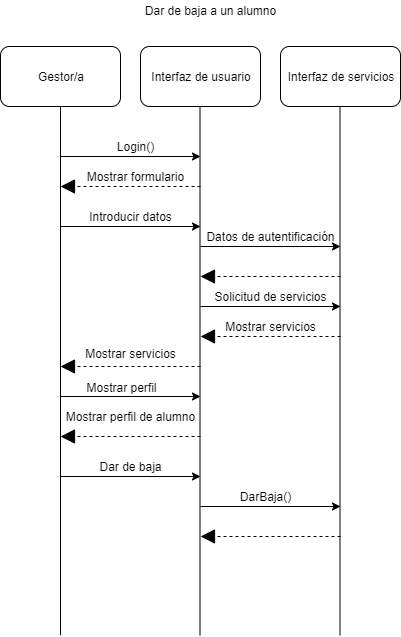 Dar de baja a un alumno
Gestor/a
Interfaz de usuario
Interfaz de servicios
Login()
Mostrar formulario
Introducir datos
Datos de autentificación
Solicitud de servicios
Mostrar servicios
Mostrar servicios
Mostrar perfil
Mostrar perfil de alumno
Dar de baja
DarBaja()